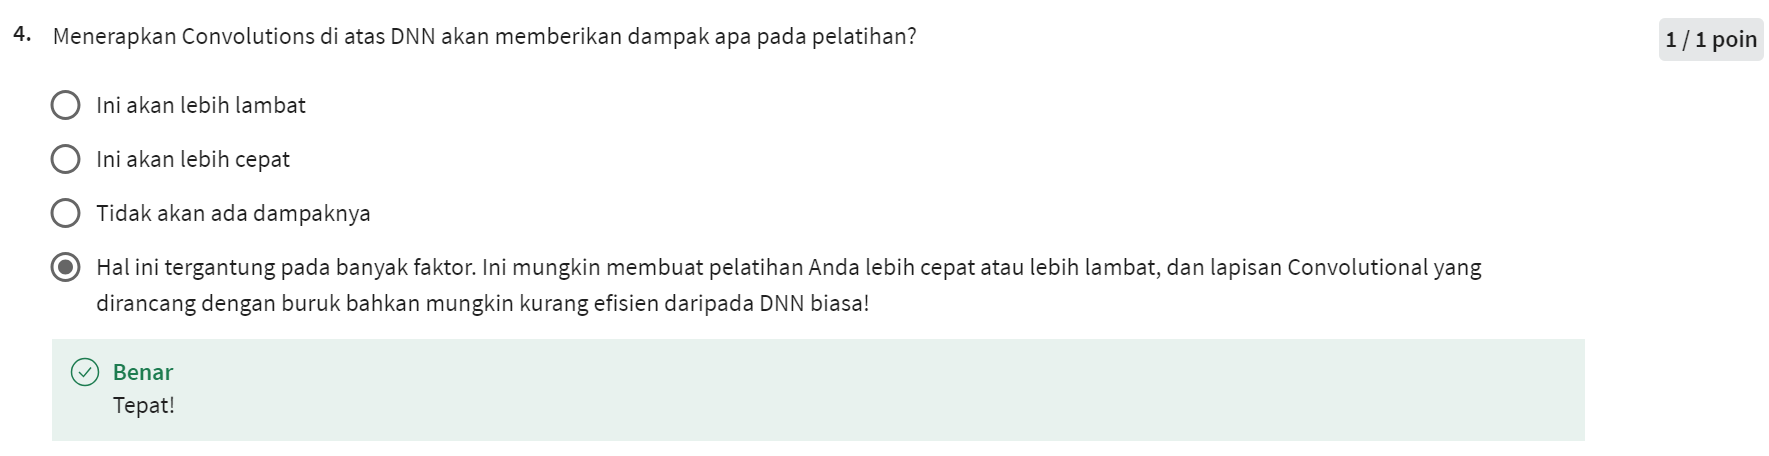 4. Menerapkan Convolutions di atas DNN akan memberikan dampak apa pada pelatihan?
1 / 1 poin
Ini akan lebih lambat
Ini akan lebih cepat
Tidak akan ada dampaknya
Hal ini tergantung pada banyak faktor. Ini mungkin membuat pelatihan Anda lebih cepat atau lebih lambat, dan lapisan Convolutional yang
dirancang dengan buruk bahkan mungkin kurang efisien daripada DNN biasa!
Benar
Tepat!